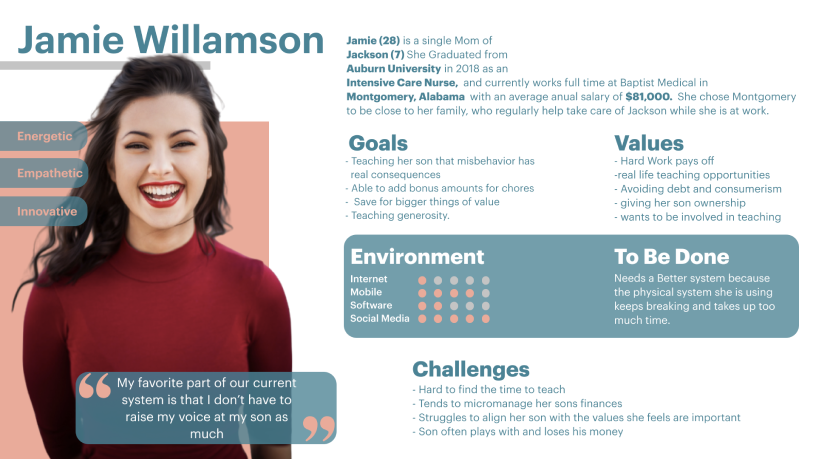 Jamie Willamson
Energetic
Empathetic
Innovative
Jamie (28) is a single Mom of
Jackson (7) She Graduated from
Auburn University in 2018 as an
Intensive Care Nurse, and currently works full time at Baptist Medical in
Montgomery, Alabama with an average anual salary of $81,000. She chose Montgomery
to be close to her family, who regularly help take care of Jackson while she is at work.
Goals
- Teaching her son that misbehavior has
real consequences
- Able to add bonus amounts for chores
- Save for bigger things of value
- Teaching generosity.
Values
- Hard Work pays off
-real life teaching opportunities
- Avoiding debt and consumerism
- giving her son ownership
- wants to be involved in teaching
Environment
Internet
Mobile
Software
Social Media
To Be Done
Needs a Better system because
the physical system she is using
keeps breaking and takes up too
much time.
Challenges
- Hard to find the time to teach
- Tends to micromanage her sons finances
- Struggles to align her son with the values she feels are important
- Son often plays with and loses his money
“ My favorite part of our current
system is that I don’t have to
raise my voice at my son as
much ”